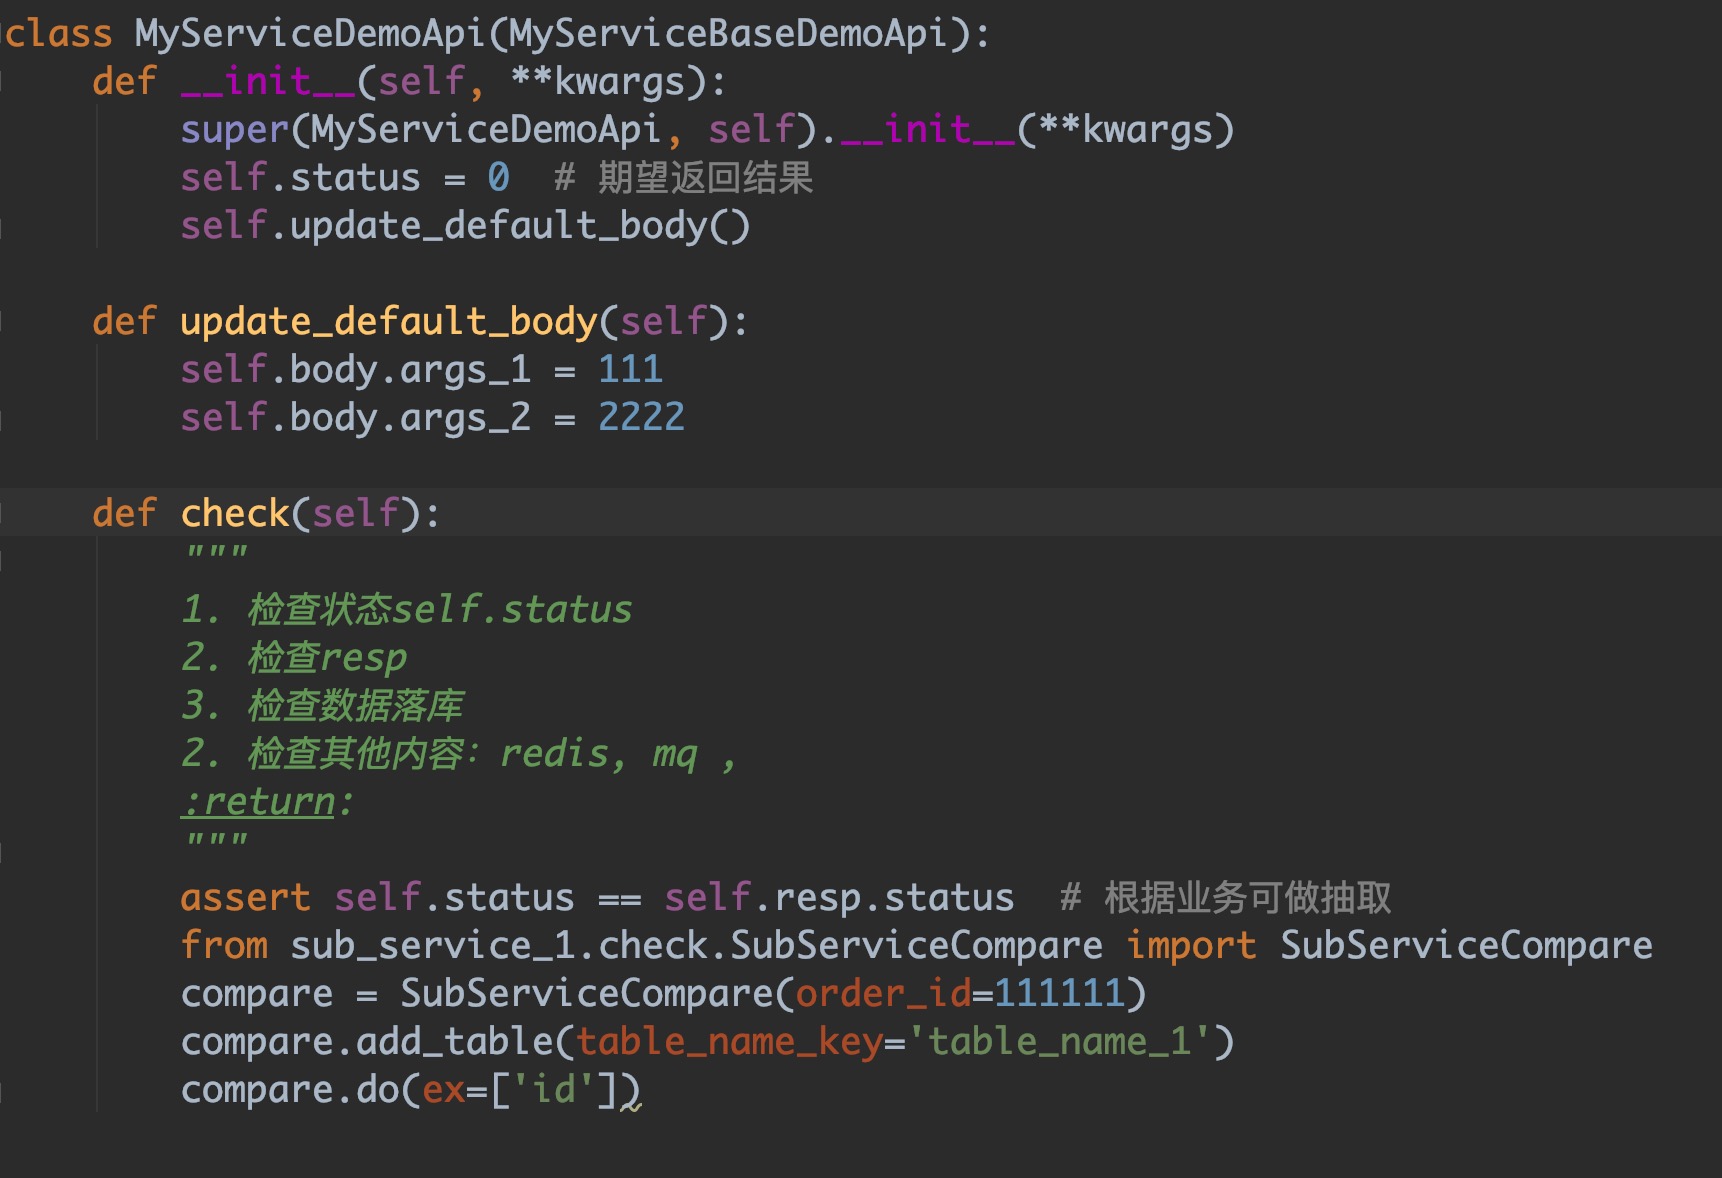 class MyServiceDemoApi(MyServiceBaseDemoApi):
    def __init__(self, **kwargs):
        super(MyServiceDemoApi, self).__init__(**kwargs)
        self.status = 0  # 期望返回结果
        self.update_default_body()

    def update_default_body(self):
        self.body.args_1 = 111
        self.body.args_2 = 2222

    def check(self):
        """
        1. 检查状态self.status
        2. 检查resp
        3. 检查数据落库
        2. 检查其他内容：redis, mq ,
        :return:
        """
        assert self.status == self.resp.status  # 根据业务可做抽取
        from sub_service_1.check.SubServiceCompare import SubServiceCompare
        compare = SubServiceCompare(order_id=111111)
        compare.add_table(table_name_key='table_name_1')
        compare.do(ex=['id'])